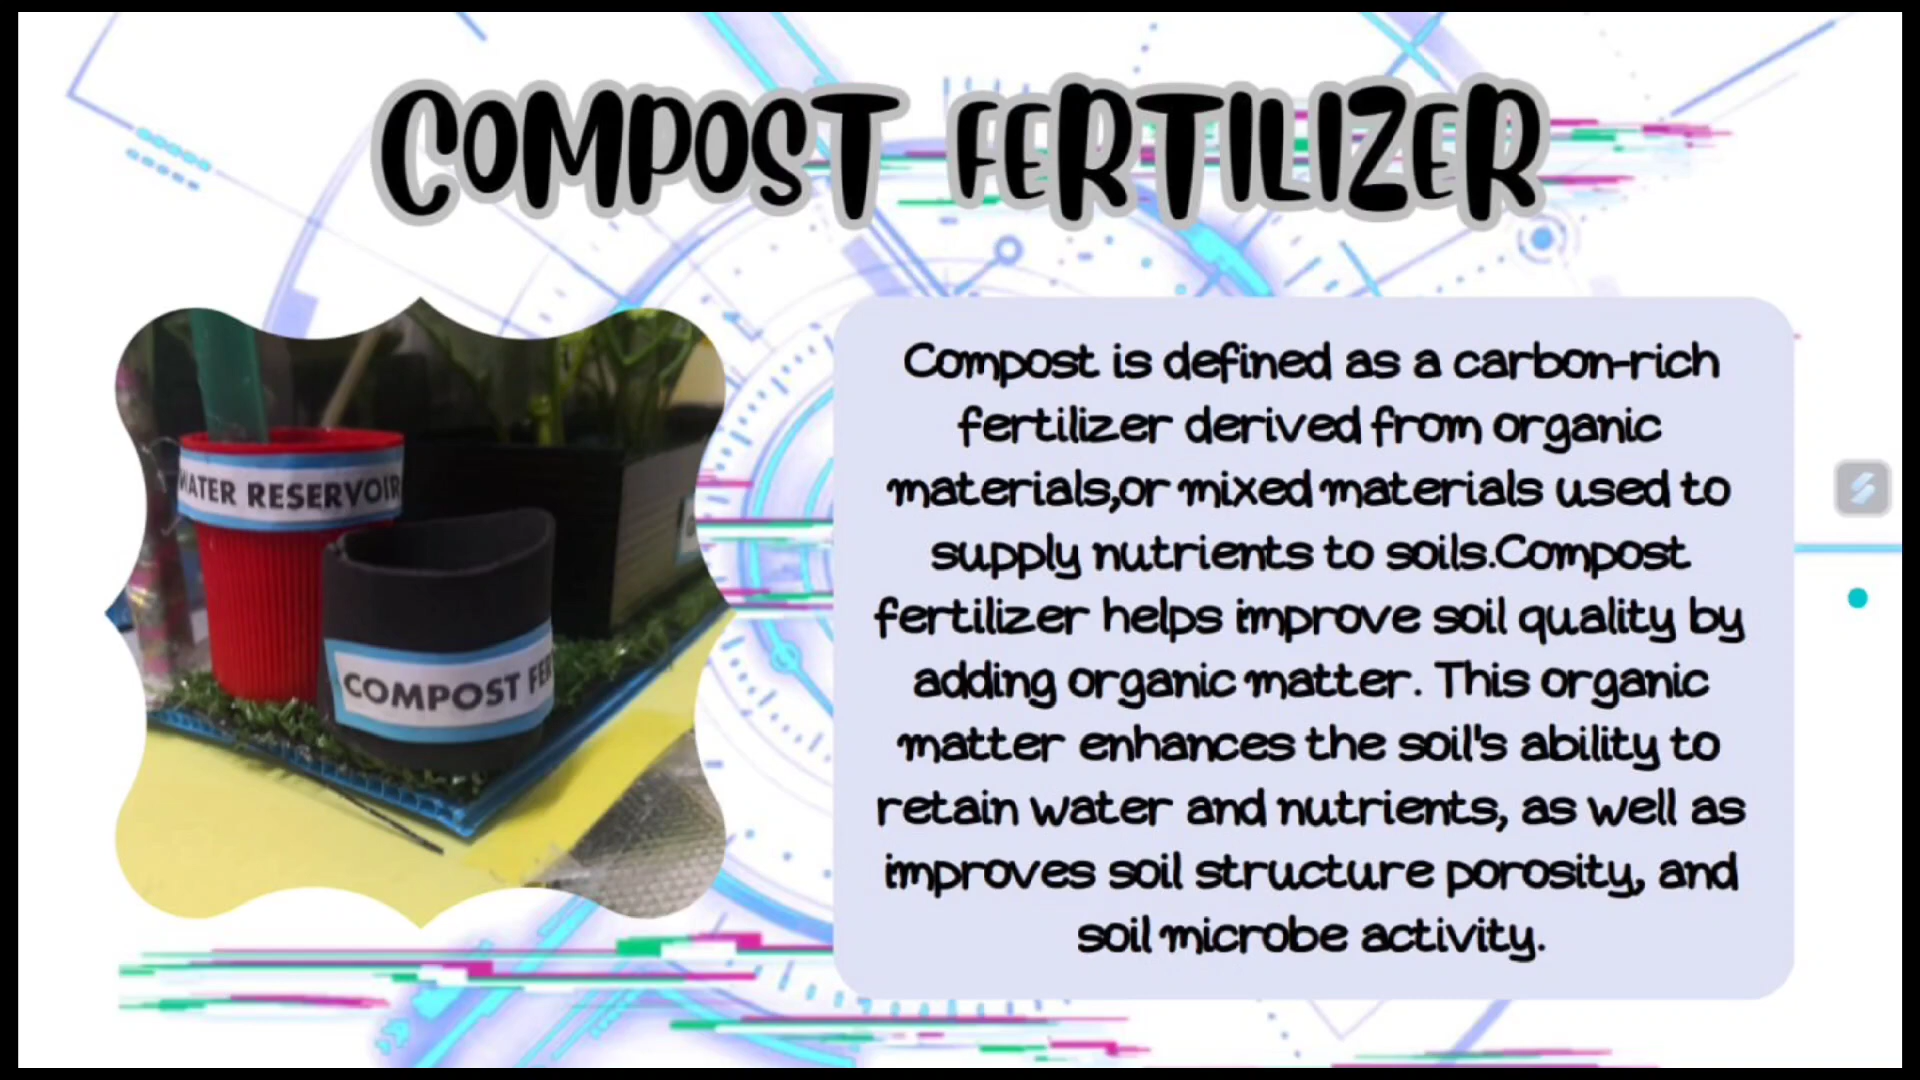 COMPOST FERTILIZER
WATER RESERVOIR
COMPOST FE
Compost is defined as a carbon-rich
fertilizer derived from organic
materials,or mixed materials used to
supply nutrients to soils.Compost
fertilizer helps improve soil quality by
adding organic matter. This organic
matter enhances the soil's ability to
retain water and nutrients, as well as
improves soil structure porosity, and
soil microbe activity.